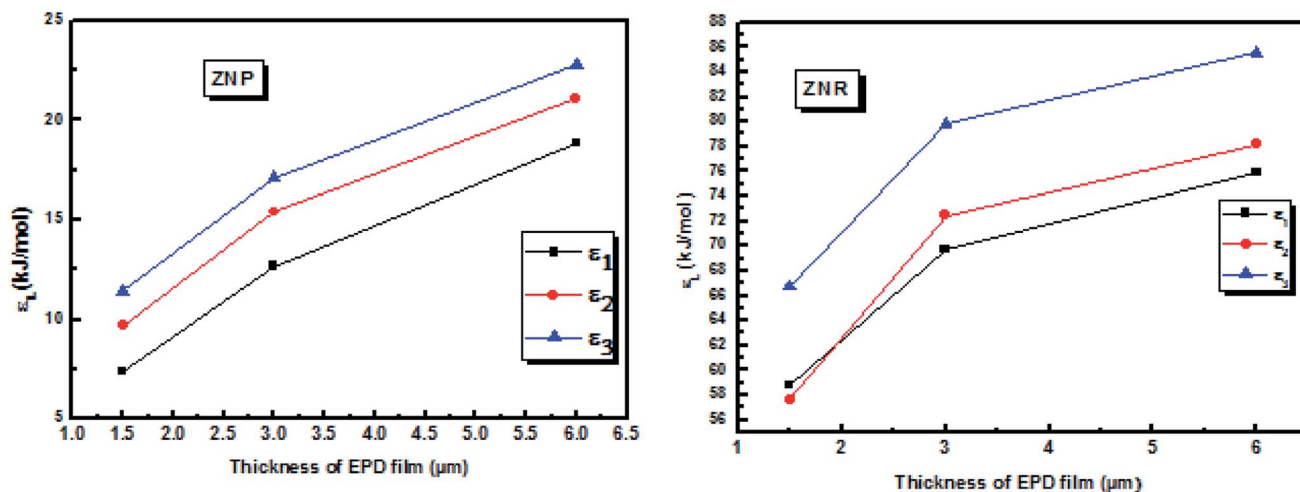 25
20
15
10
5
ZNP
ε₁
ε₂
ε₃
εL(kJ/mol)
1.0 1.5 2.0 2.5 3.0 3.5 4.0 4.5 5.0 5.5 6.0 6.5
Thickness of EPD film (µm)
88
86
84
82
80
78
76
74
72
70
68
66
64
62
60
58
56
ZNR
ε₁
ε₂
ε₃
εL(kJ/mol)
1 2 3 4 5 6
Thickness of EPD film (µm)